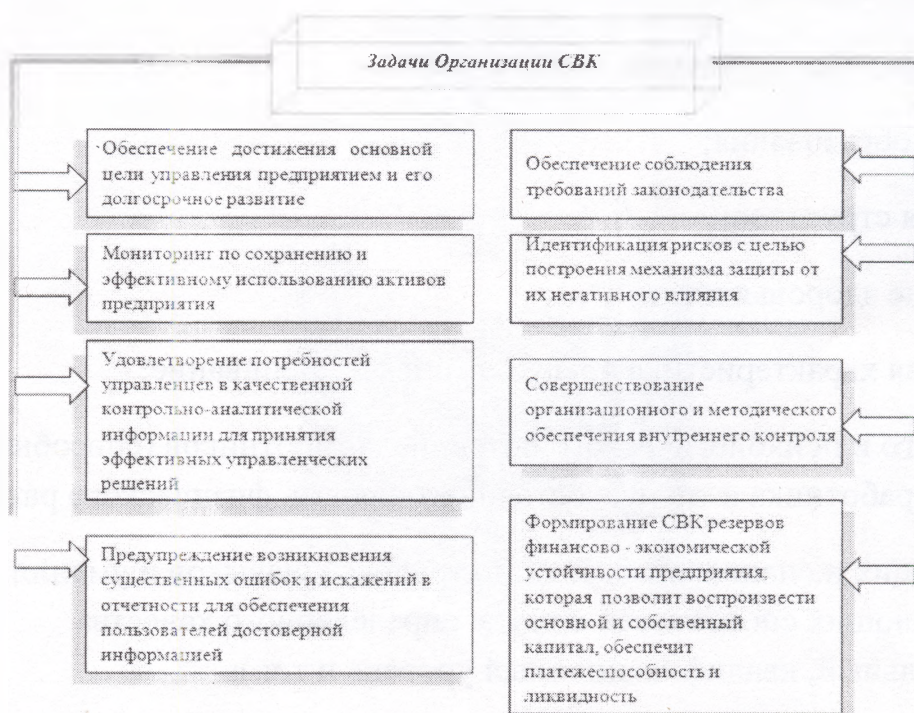 Задачи Организации СВК
Обеспечение достижения основной
цели управления предприятием и его
долгосрочное развитие
Мониторинг по сохранению и
эффективному использованию активов
предприятия
Удовлетворение потребностей
управленцев в качественной
контрольно-аналитической
информации для принятия
эффективных управленческих
решений
Предупреждение возникновения
существенных ошибок и искажений в
отчетности для обеспечения
пользователей достоверной
информацией
Обеспечение соблюдения
требований законодательства
Идентификация рисков с целью
построения механизма защиты от
их негативного влияния
Совершенствование
организационного и методического
обеспечения внутреннего контроля
Формирование СВК резервов
финансово - экономической
устойчивости предприятия,
которая позволит воспроизвести
основной и собственный
капитал, обеспечит
платежеспособность и
ликвидность